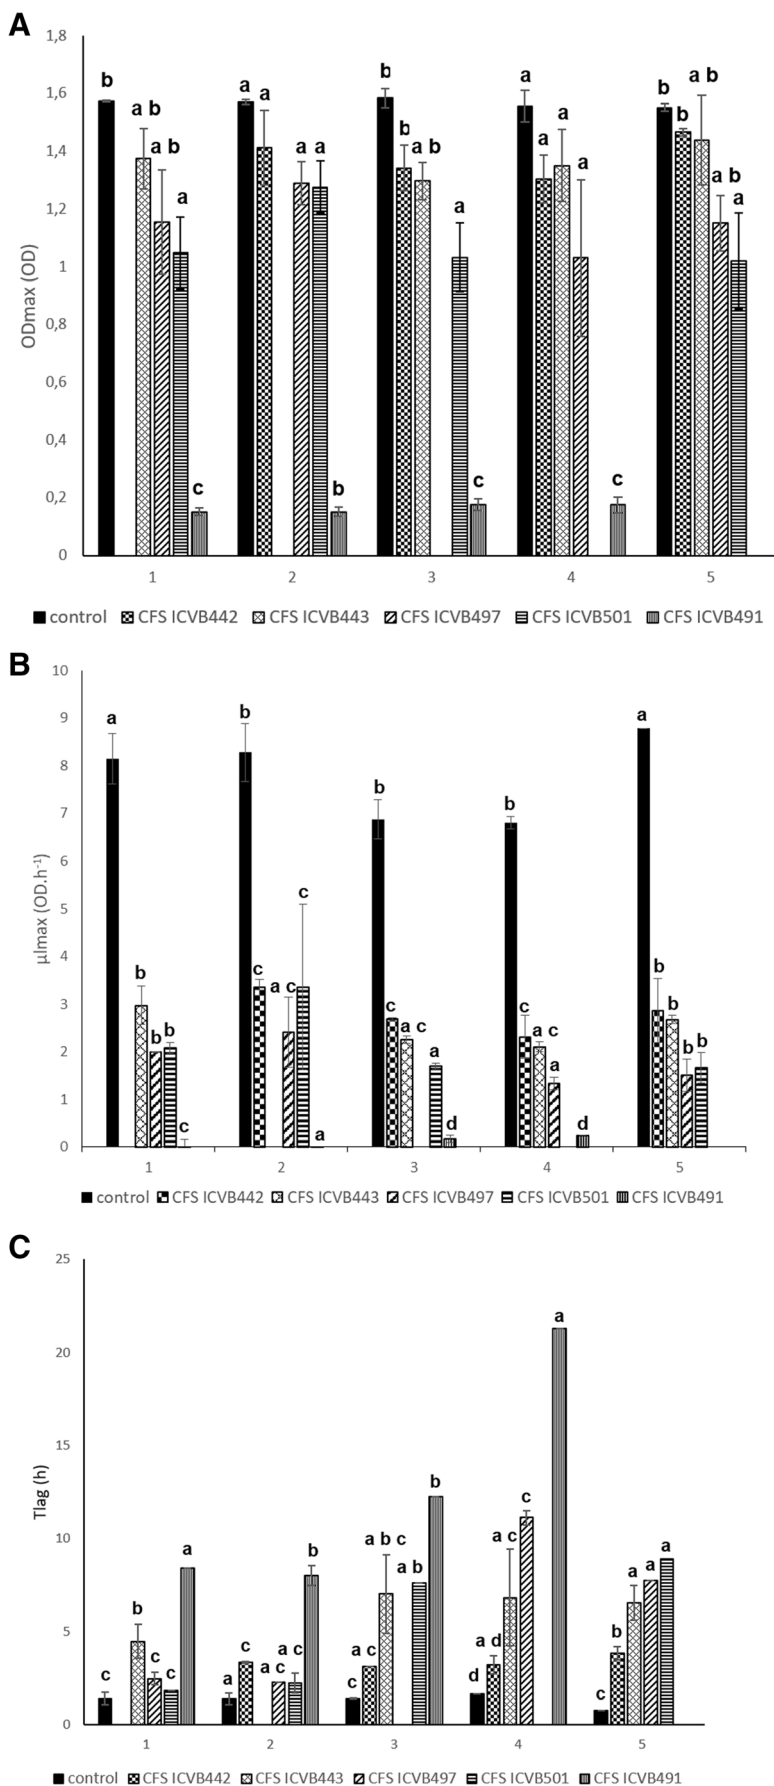 A
1,8
1,6
1,4
1,2
1
0,8
0,6
0,4
0,2
0
ODmax (OD)
b
a b
a b
a
c
a
a
a
a
b
b
b
a b
a
c
a
a
a
a
c
b
b
a b
a b
a
1 2 3 4 5
control CFS ICVB442 CFS ICVB443 CFS ICVB497 CFS ICVB501 CFS ICVB491
B
10
9
8
7
6
5
4
3
2
1
0
µlmax (OD.h-1)
a
b
b
b
c
b
c
a c
c
a
b
c
a c
a
d
b
c
a c
a
d
a
b
b
b
b
1 2 3 4 5
control CFS ICVB442 CFS ICVB443 CFS ICVB497 CFS ICVB501 CFS ICVB491
C
25
20
15
10
5
0
Tlag (h)
c
b
c
c
a
a
c
a c
a c
b
c
a c
a b c
a b
b
d
a d
a c
c
a
c
b
a
a
a
1 2 3 4 5
control CFS ICVB442 CFS ICVB443 CFS ICVB497 CFS ICVB501 CFS ICVB491